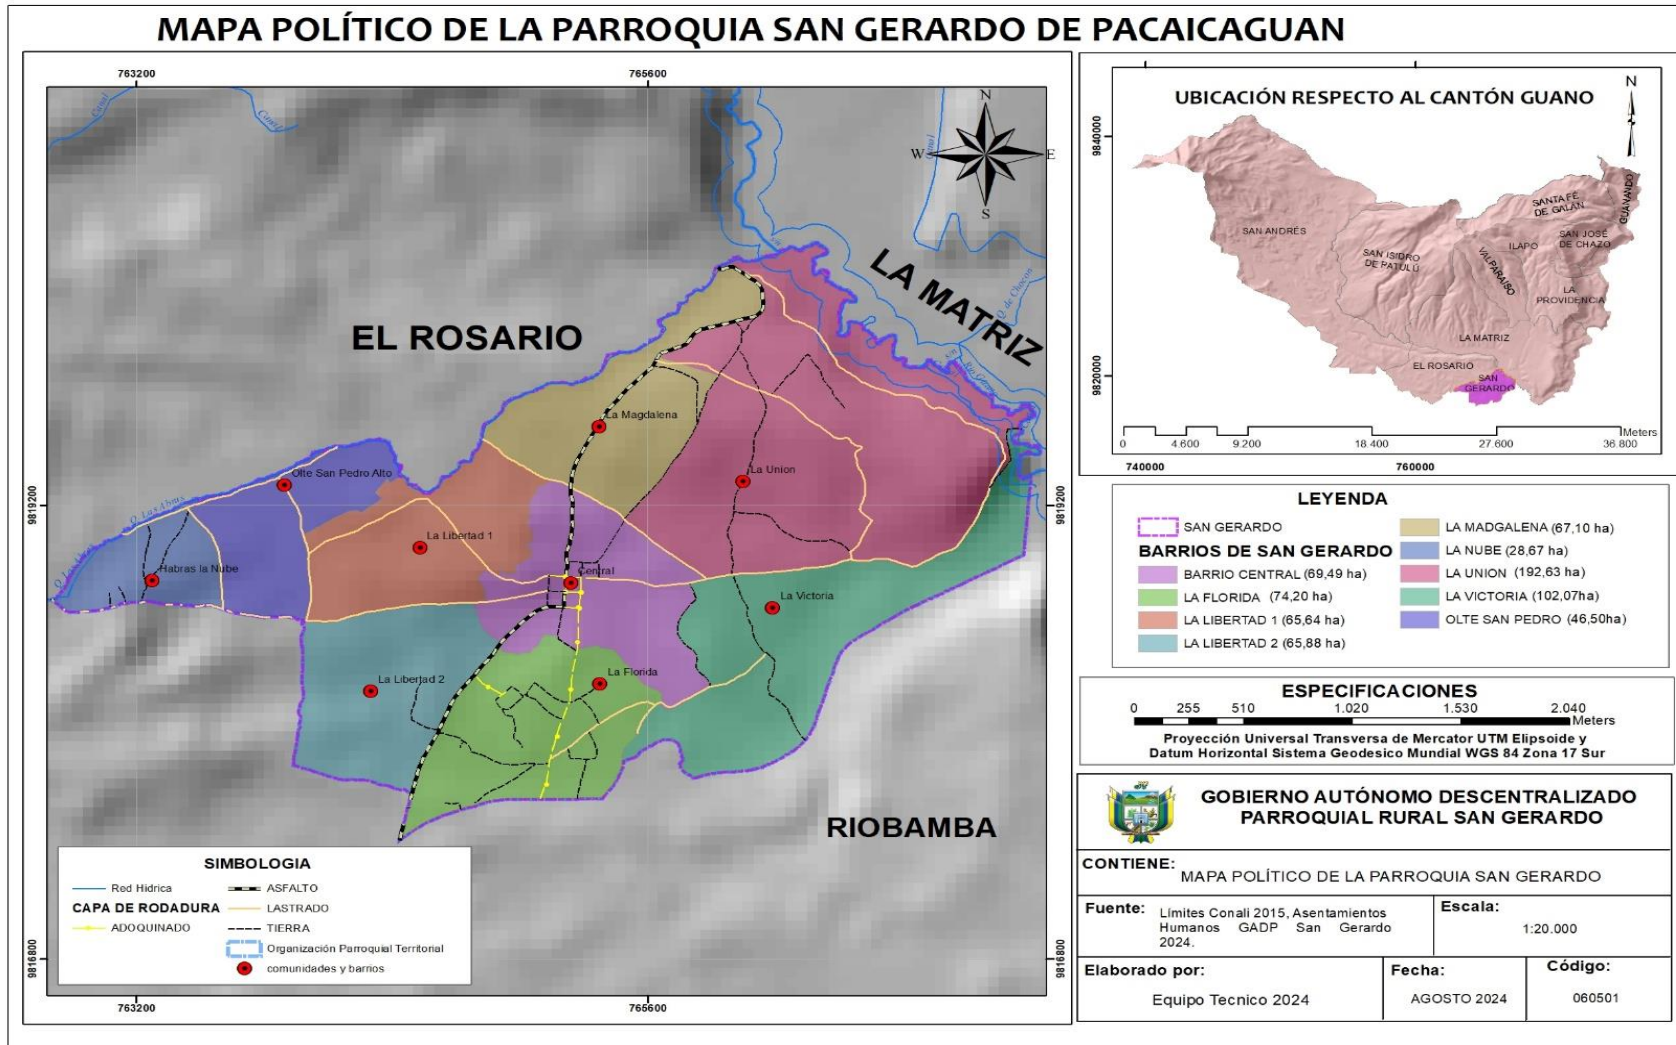 MAPA POLÍTICO DE LA PARROQUIA SAN GERARDO DE PACAICAGUAN
763200
765600
9819200
9819200
9816800
9816800
763200
765600
Canal
Canal
Canal
N
W
E
S
LA MATRIZ
EL ROSARIO
RIOBAMBA
Q. de Chocon
s/n
s/n
La Magdalena
La Union
Olte San Pedro Alto
La Libertad 1
Habras la Nube
Central
La Victoria
La Florida
La Libertad 2
SIMBOLOGIA
Red Hidrica
CAPA DE RODADURA
ADOQUINADO
ASFALTO
LASTRADO
TIERRA
Organización Parroquial Territorial
comunidades y barrios
UBICACIÓN RESPECTO AL CANTÓN GUANO
N
9840000
9820000
SAN ANDRÉS
SAN ISIDRO
DE PATULÚ
SANTA FÉ
DE GALAN
GUANANDO
ILAPO
SAN JOSÉ
DE CHAZO
VALPARAISO
LA
PROVIDENCIA
LA MATRIZ
EL ROSARIO
SAN
GERARDO
0 4.600 9.200 18.400 27.600 36.800
Meters
740000
760000
LEYENDA
SAN GERARDO
BARRIOS DE SAN GERARDO
BARRIO CENTRAL (69,49 ha)
LA FLORIDA (74,20 ha)
LA LIBERTAD 1 (65,64 ha)
LA LIBERTAD 2 (65,88 ha)
LA MADGALENA (67,10 ha)
LA NUBE (28,67 ha)
LA UNION (192,63 ha)
LA VICTORIA (102,07ha)
OLTE SAN PEDRO (46,50ha)
ESPECIFICACIONES
0 255 510 1.020 1.530 2.040
Meters
Proyección Universal Transversa de Mercator UTM Elipsoide y
Datum Horizontal Sistema Geodesico Mundial WGS 84 Zona 17 Sur
GOBIERNO AUTÓNOMO DESCENTRALIZADO
PARROQUIAL RURAL SAN GERARDO
CONTIENE:
MAPA POLÍTICO DE LA PARROQUIA SAN GERARDO
Fuente:
Límites Conali 2015, Asentamientos
Humanos GADP San Gerardo
2024.
Escala:
1:20.000
Elaborado por:
Equipo Tecnico 2024
Fecha:
AGOSTO 2024
Código:
060501